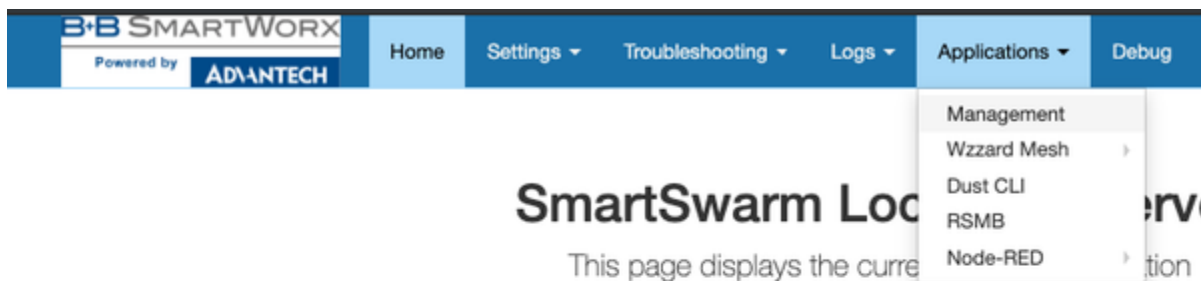 B+B SMARTWORX
Powered by ADVANTECH
Home Settings Troubleshooting Logs Applications Debug
Management
Wzzard Mesh
Dust CLI
RSMB
Node-RED
SmartSwarm Loc erv
This page displays the curre tion